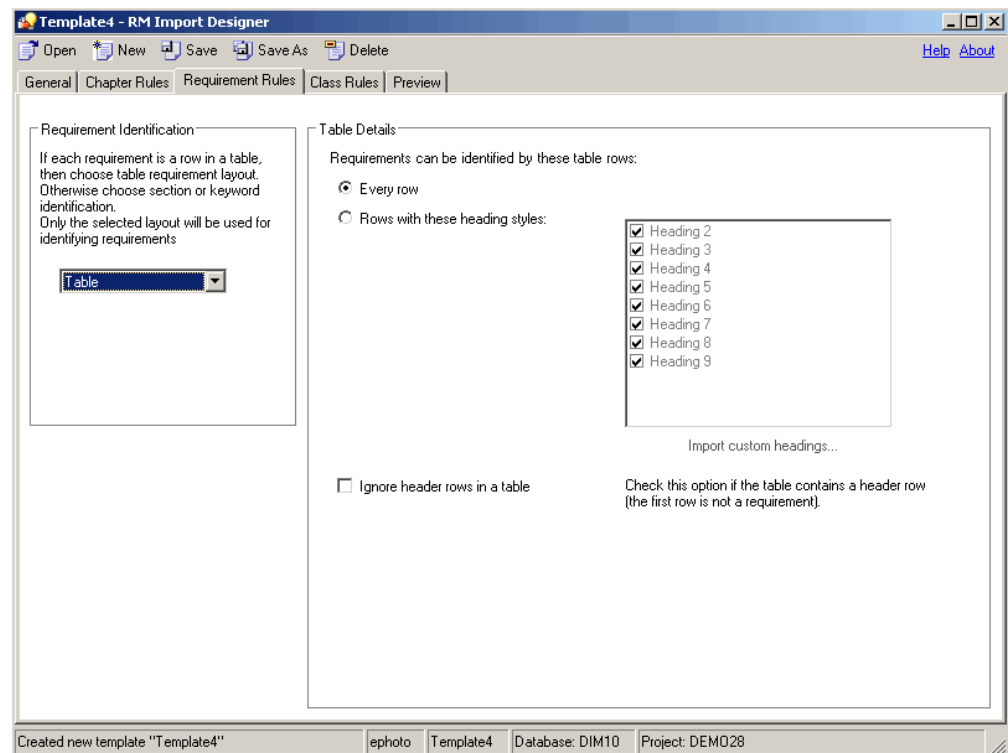 Template4 - RM Import Designer
Open New Save Save As Delete Help About
General Chapter Rules Requirement Rules Class Rules Preview
Requirement Identification
If each requirement is a row in a table,
then choose table requirement layout.
Otherwise choose section or keyword
identification.
Only the selected layout will be used for
identifying requirements
Table
Table Details
Requirements can be identified by these table rows:
Every row
Rows with these heading styles:
Heading 2
Heading 3
Heading 4
Heading 5
Heading 6
Heading 7
Heading 8
Heading 9
Import custom headings...
Ignore header rows in a table
Check this option if the table contains a header row
(the first row is not a requirement).
Created new template "Template4" ephoto Template4 Database: DIM10 Project: DEMO28